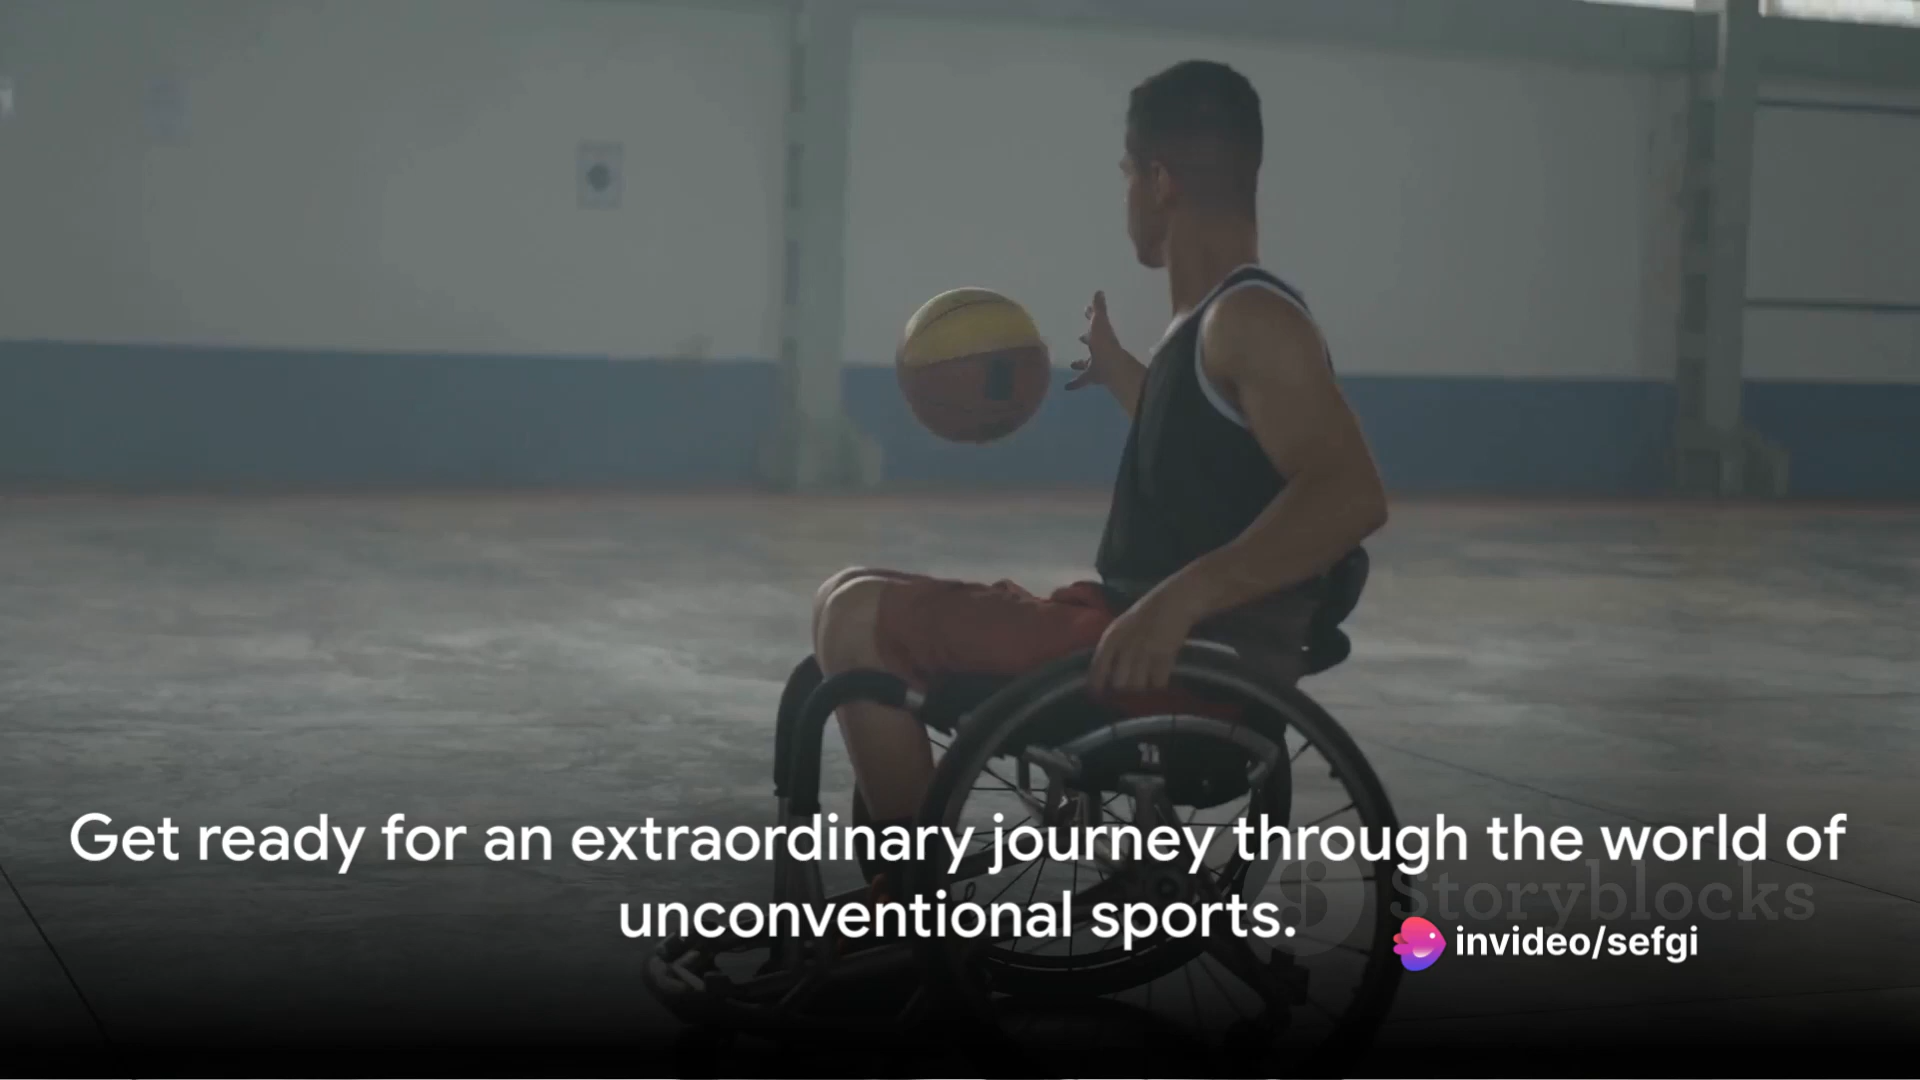 Get ready for an extraordinary journey through the world of
unconventional sports.
Storyblocks
invideo/sefgi